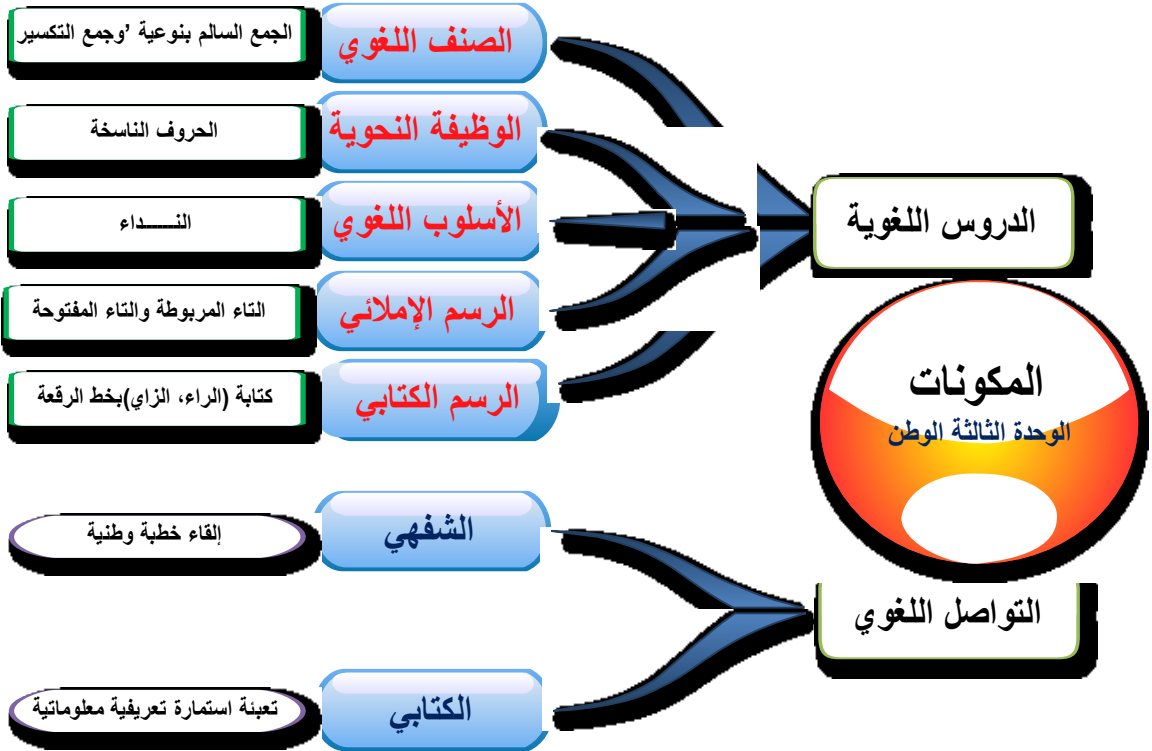 الصنف اللغوي
الجمع السالم بنوعية ’وجمع التكسير
الوظيفة النحوية
الحروف الناسخة
الدروس اللغوية
الأسلوب اللغوي
النــــــداء
الرسم الإملائي
التاء المربوطة والتاء المفتوحة
الرسم الكتابي
كتابة (الراء، الزاي)بخط الرقعة
المكونات
الوحدة الثالثة الوطن
الشفهي
إلقاء خطبة وطنية
التواصل اللغوي
الكتابي
تعبئة استمارة تعريفية معلوماتية